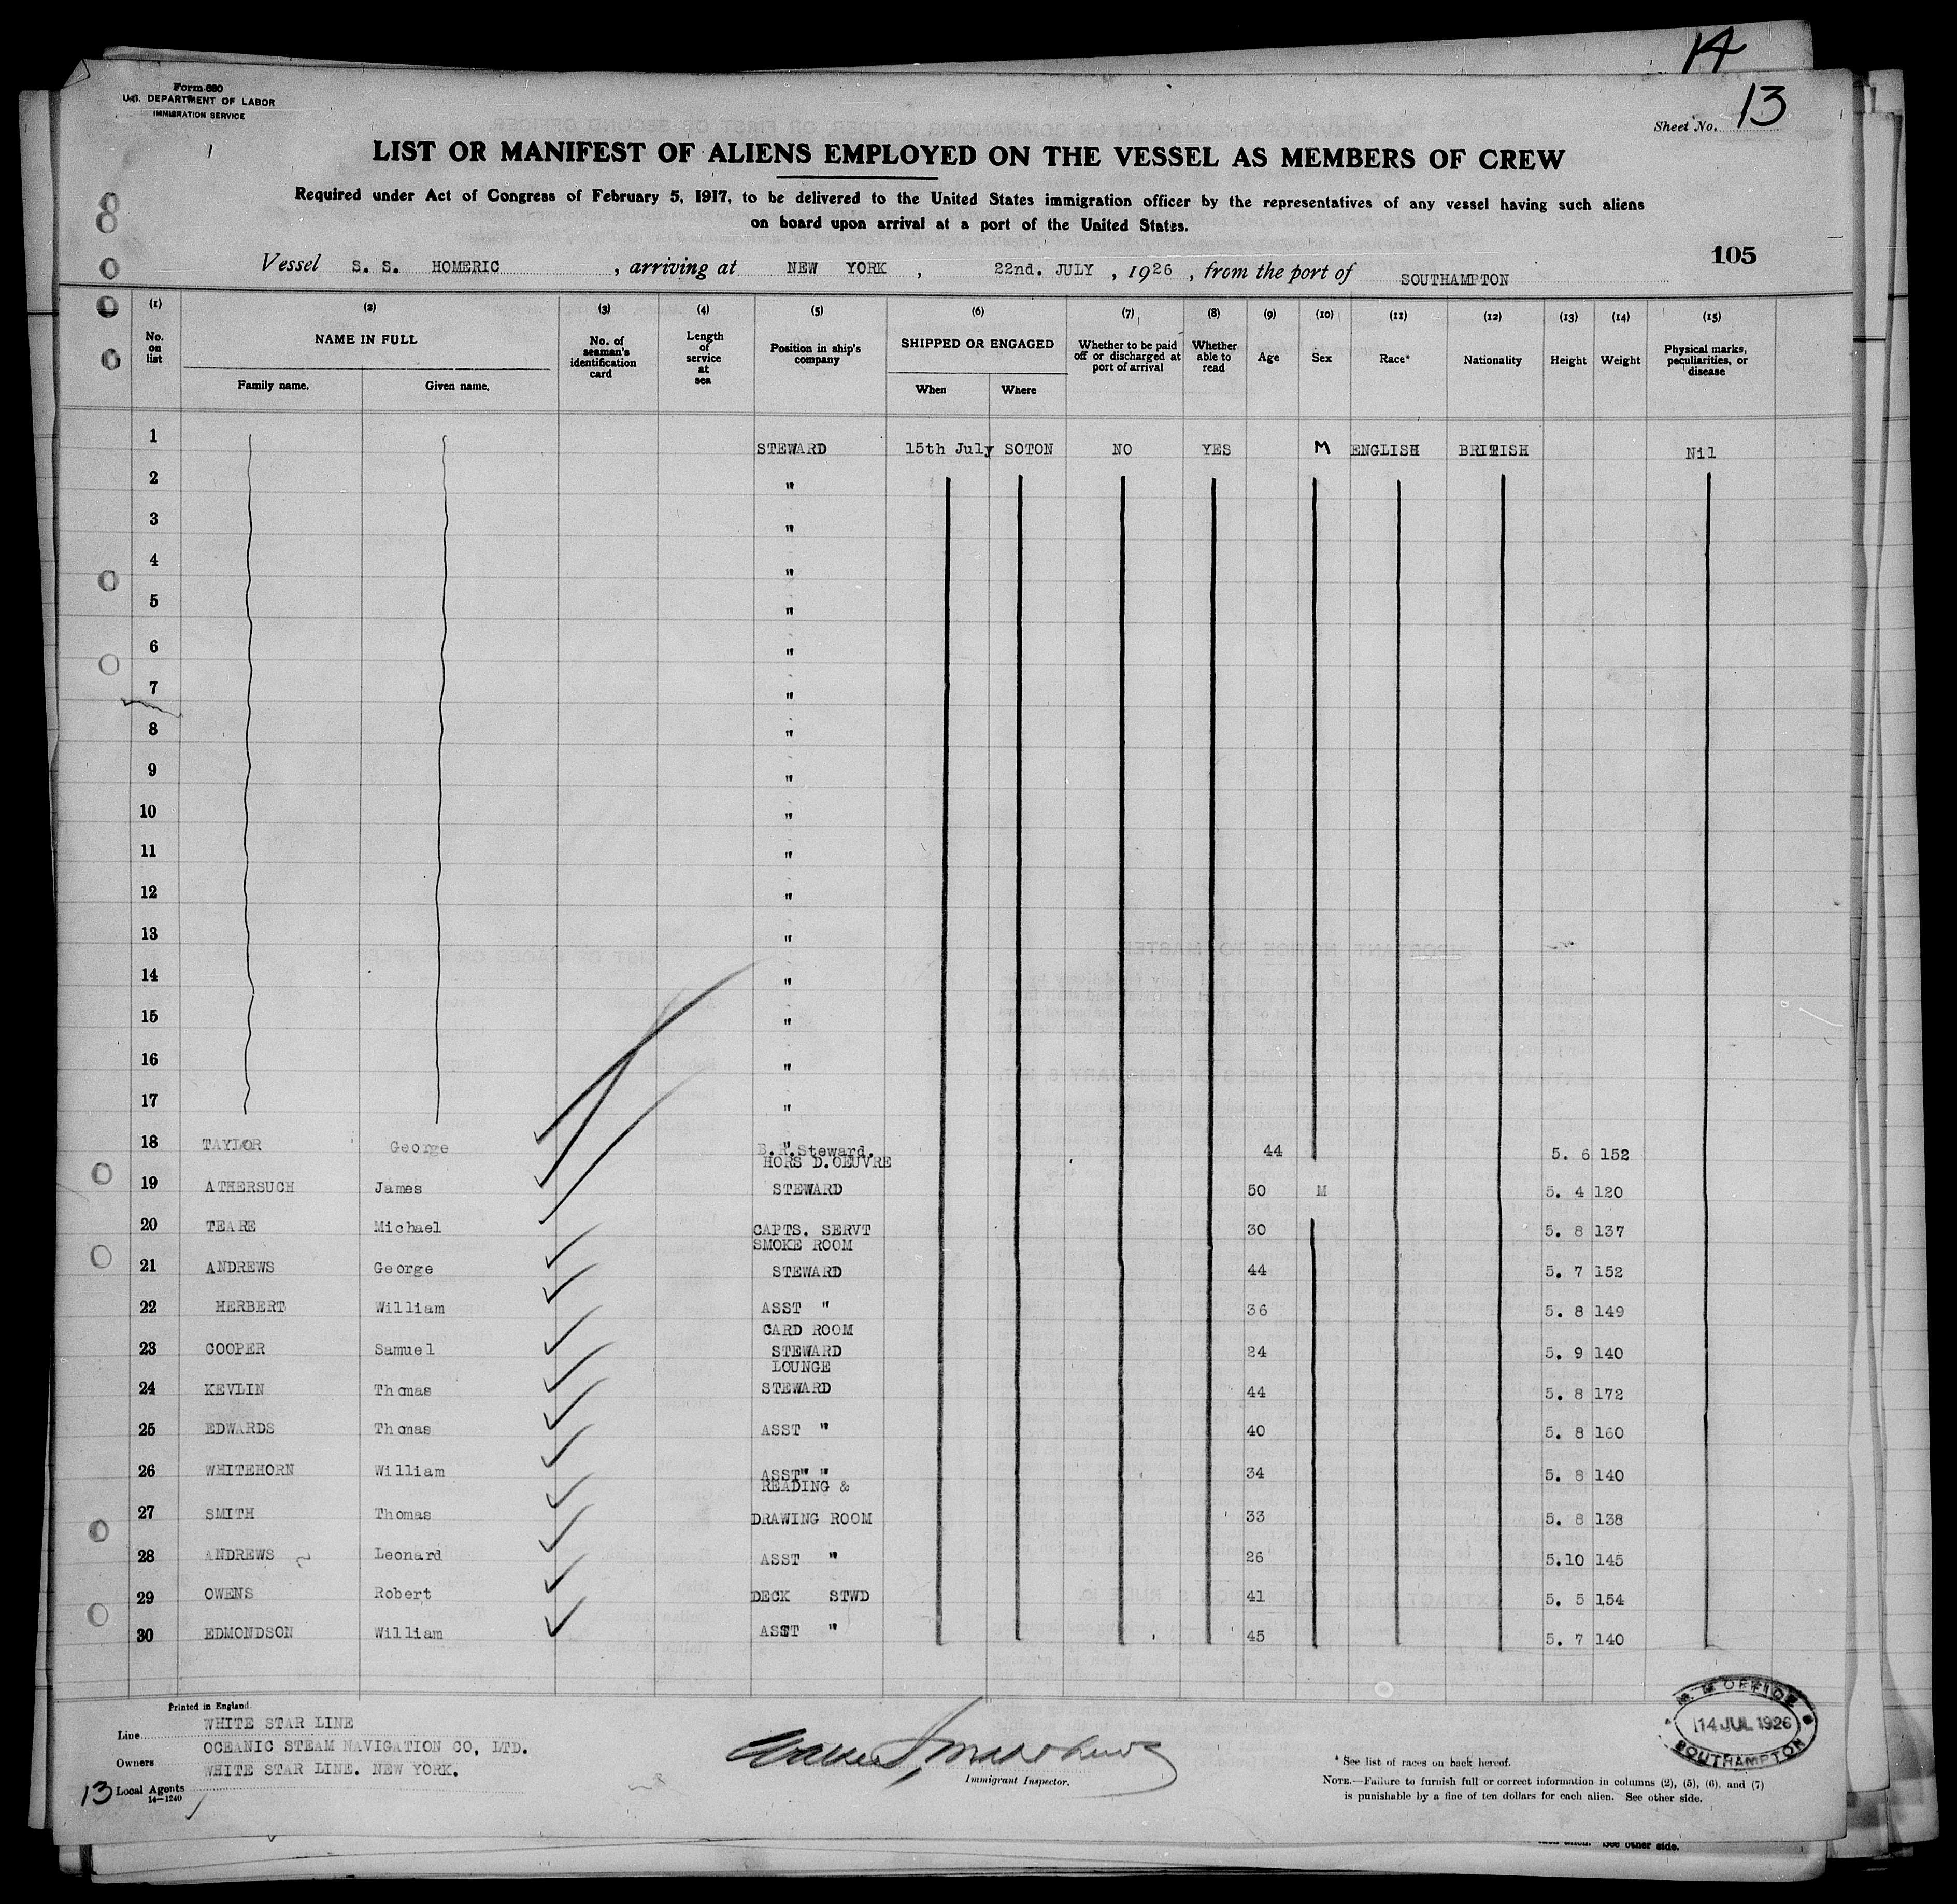 14
Form 680
U.S. DEPARTMENT OF LABOR
IMMIGRATION SERVICE
Sheet No. 13
LIST OR MANIFEST OF ALIENS EMPLOYED ON THE VESSEL AS MEMBERS OF CREW
Required under Act of Congress of February 5, 1917, to be delivered to the United States immigration officer by the representatives of any vessel having such aliens
on board upon arrival at a port of the United States.
105
Vessel S. S. HOMERIC, arriving at NEW YORK, 22nd. JULY, 1926, from the port of SOUTHAMPTON
(1) (2) (3) (4) (5) (6) (7) (8) (9) (10) (11) (12) (13) (14) (15)
No. on list NAME IN FULL Family name. Given name. No. of seaman's identification card Length of service at sea Position in ship's company SHIPPED OR ENGAGED When Where Whether to be paid off or discharged at port of arrival Whether able to read Age Sex Race* Nationality Height Weight Physical marks, peculiarities, or disease
1 STEWARD 15th July SOTON NO YES M ENGLISH BRITISH Nil
2 "
3 "
4 "
5 "
6 "
7 "
8 "
9 "
10 "
11 "
12 "
13 "
14 "
15 "
16 "
17 "
18 TAYLOR George " Steward. 44 5. 6 152
HORS D.OEUVRE
19 ATHERSUCH James STEWARD 50 M 5. 4 120
20 TEARE Michael CAPTS. SERVT 30 5. 8 137
SMOKE ROOM
21 ANDREWS George STEWARD 44 5. 7 152
22 HERBERT William ASST " 36 5. 8 149
CARD ROOM
23 COOPER Samuel STEWARD 24 5. 9 140
LOUNGE
24 KEVLIN Thomas STEWARD 44 5. 8 172
25 EDWARDS Thomas ASST " 40 5. 8 160
26 WHITEHORN William ASST" " 34 5. 8 140
READING &
27 SMITH Thomas DRAWING ROOM 33 5. 8 138
28 ANDREWS Leonard ASST " 26 5.10 145
29 OWENS Robert DECK STWD 41 5. 5 154
30 EDMONDSON William ASST " 45 5. 7 140
Printed in England.
Line WHITE STAR LINE
Owners OCEANIC STEAM NAVIGATION CO, LTD.
Local Agents WHITE STAR LINE. NEW YORK.
14-1240
13
Immigrant Inspector.
* See list of races on back hereof.
NOTE.—Failure to furnish full or correct information in columns (2), (5), (6), and (7)
is punishable by a fine of ten dollars for each alien. See other side.
OFFICE
14 JUL 1926
SOUTHAMPTON
See other side.